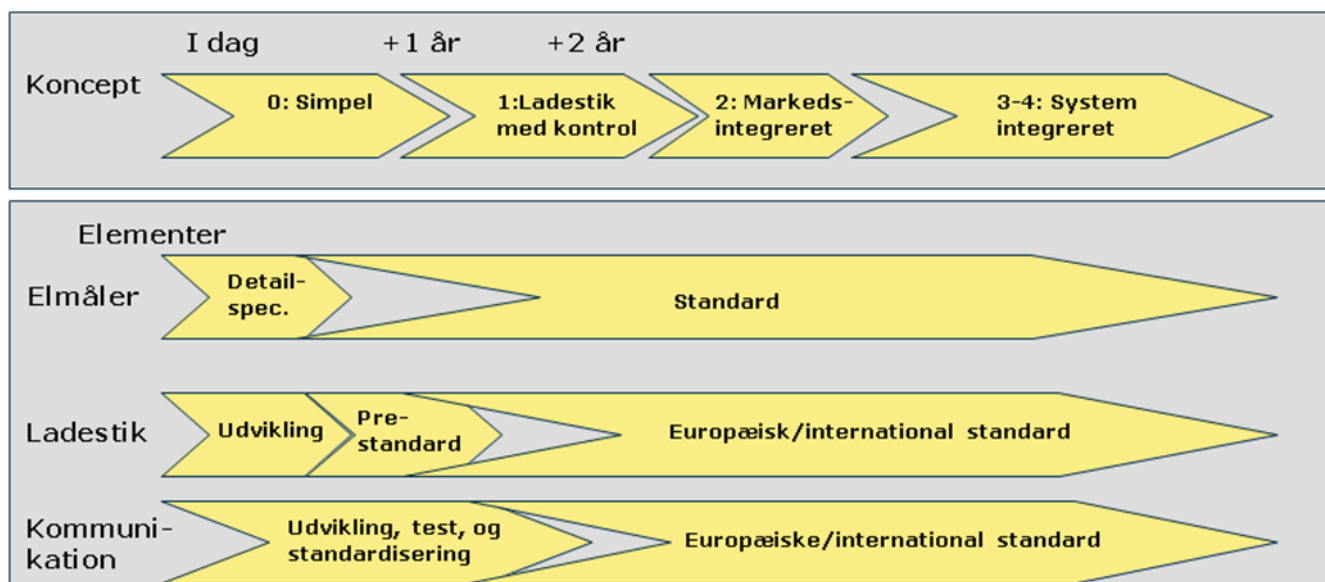 I dag
+1 år
+2 år
Koncept
0: Simpel
1:Ladestik
med kontrol
2: Markeds-
integreret
3-4: System
integreret
Elementer
Elmåler
Detail-
spec.
Standard
Ladestik
Udvikling
Pre-
standard
Europæisk/international standard
Kommuni-
kation
Udvikling, test, og
standardisering
Europæiske/international standard